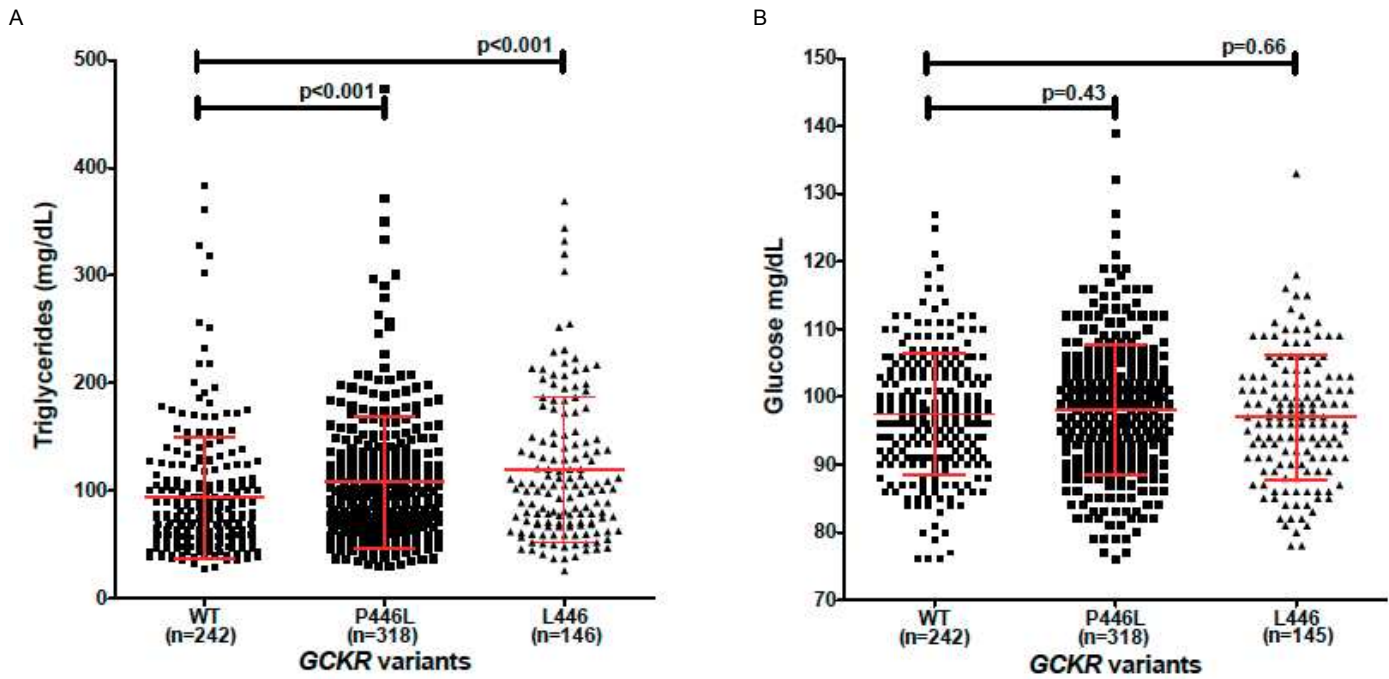 A
B
p<0.001
p<0.001
500
400
300
200
100
0
Triglycerides (mg/dL)
WT
(n=242)
P446L
(n=318)
L446
(n=146)
GCKR variants
p=0.66
p=0.43
150
140
130
120
110
100
90
80
70
Glucose mg/dL
WT
(n=242)
P446L
(n=318)
L446
(n=145)
GCKR variants